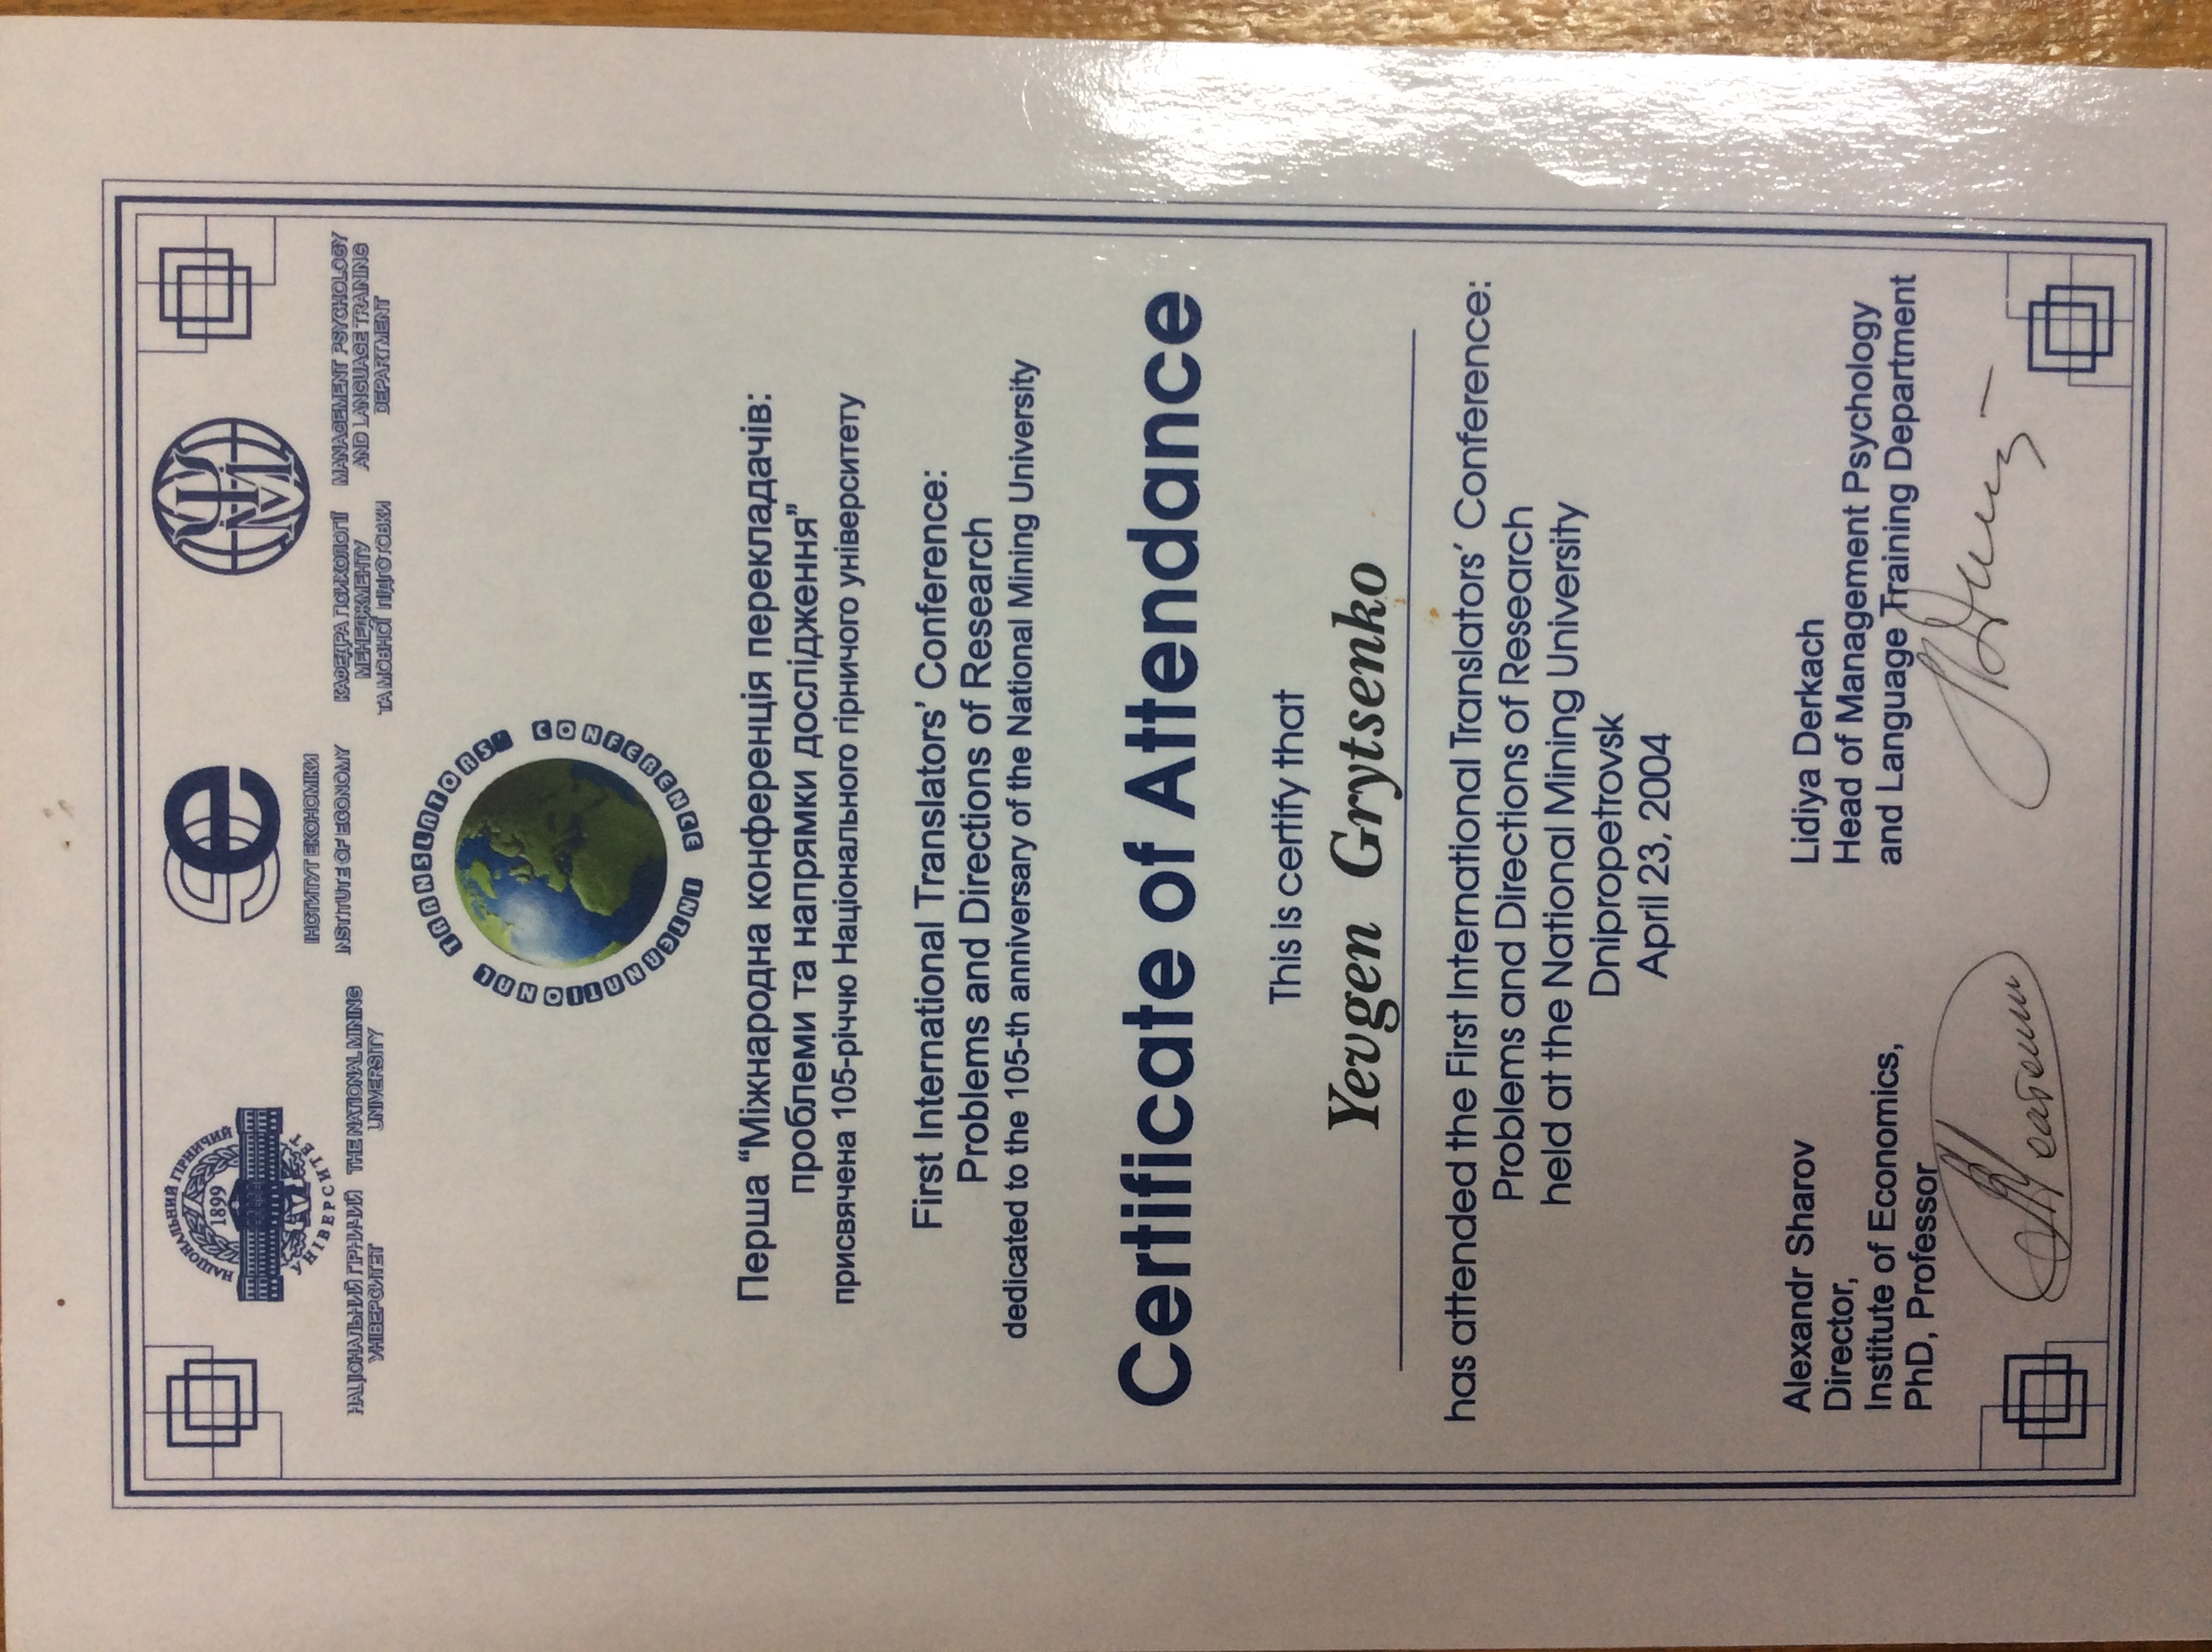 НАЦІОНАЛЬНИЙ ГІРНИЧИЙ
1899
УНІВЕРСИТЕТ
НАЦІОНАЛЬНИЙ ГІРНИЧИЙ
УНІВЕРСИТЕТ
THE NATIONAL MINING
UNIVERSITY
ІНСТИТУТ ЕКОНОМІКИ
INSTITUTE OF ECONOMY
КАФЕДРА ПСИХОЛОГІЇ
МЕНЕДЖМЕНТУ
ТА МОВНОЇ ПІДГОТОВКИ
MANAGEMENT PSYCHOLOGY
AND LANGUAGE TRAINING
DEPARTMENT
INTERNATIONAL TRANSLATORS' CONFERENCE
Перша “Міжнародна конференція перекладачів:
проблеми та напрямки дослідження”
присвячена 105-річчю Національного гірничого університету
First International Translators’ Conference:
Problems and Directions of Research
dedicated to the 105-th anniversary of the National Mining University
Certificate of Attendance
This is certify that
Yevgen Grytsenko
has attended the First International Translators’ Conference:
Problems and Directions of Research
held at the National Mining University
Dnipropetrovsk
April 23, 2004
Alexandr Sharov
Director,
Institute of Economics,
PhD, Professor
Lidiya Derkach
Head of Management Psychology
and Language Training Department